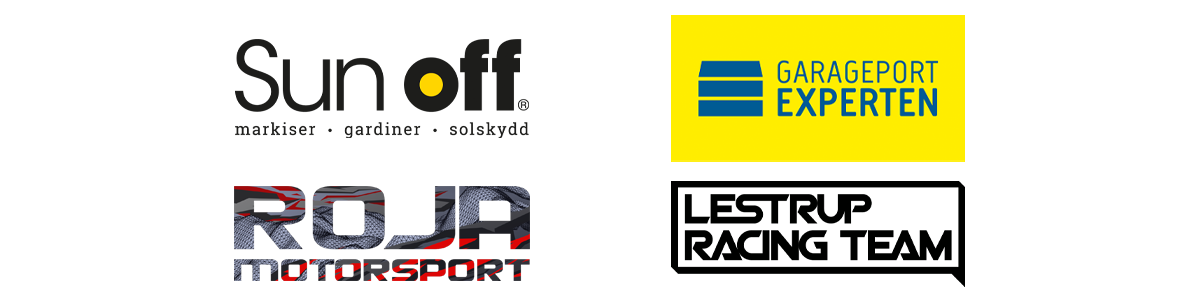 Sun off®
markiser • gardiner • solskydd
GARAGEPORT
EXPERTEN
ROJA
MOTORSPORT
LESTRUP
RACING TEAM